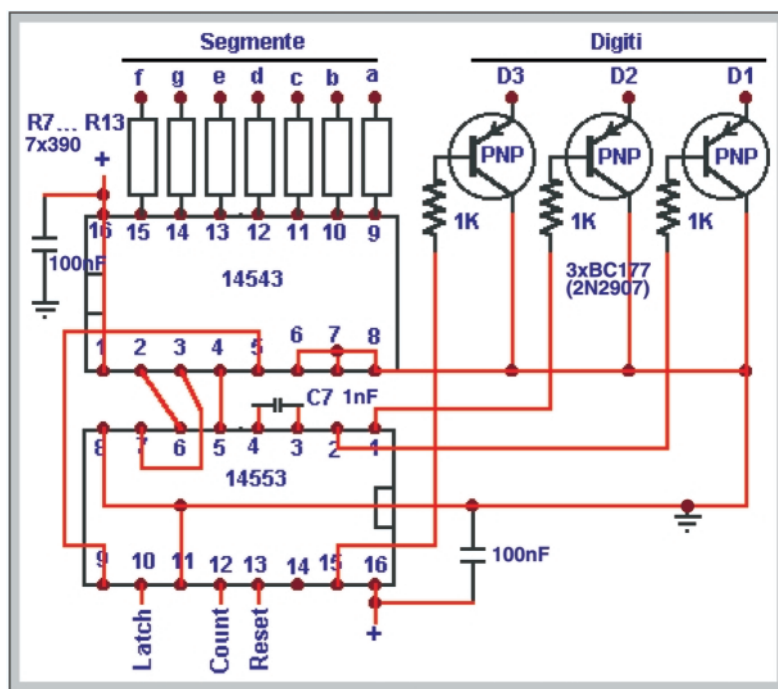 Segmente Digiti
f g e d c b a D3 D2 D1
R7... R13
7x390
+
PNP PNP PNP
1K 1K 1K
16 15 14 13 12 11 10 9
100nF
14543
3xBC177
(2N2907)
1 2 3 4 5 6 7 8
C7 1nF
8 7 6 5 4 3 2 1
14553
9 10 11 12 13 14 15 16
100nF
Latch Count Reset
+